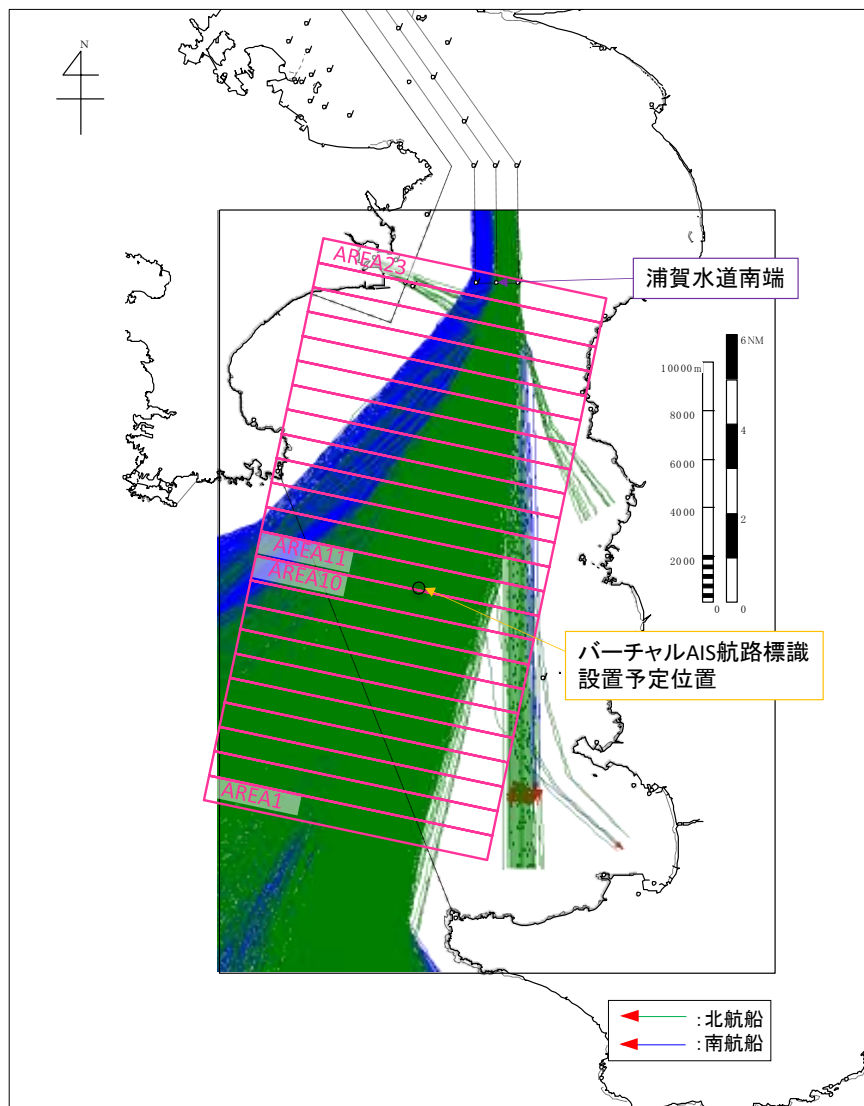 N
AREA23
浦賀水道南端
6NM
10000m
8000
4
6000
4000
2
2000
0
0
AREA11
AREA10
バーチャルAIS航路標識
設置予定位置
AREA1
:北航船
:南航船